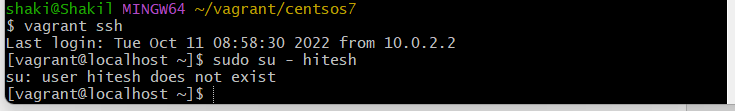 shaki@Shakil MINGW64 ~/vagrant/centsos7
$ vagrant ssh
Last login: Tue Oct 11 08:58:30 2022 from 10.0.2.2
[vagrant@localhost ~]$ sudo su - hitesh
su: user hitesh does not exist
[vagrant@localhost ~]$